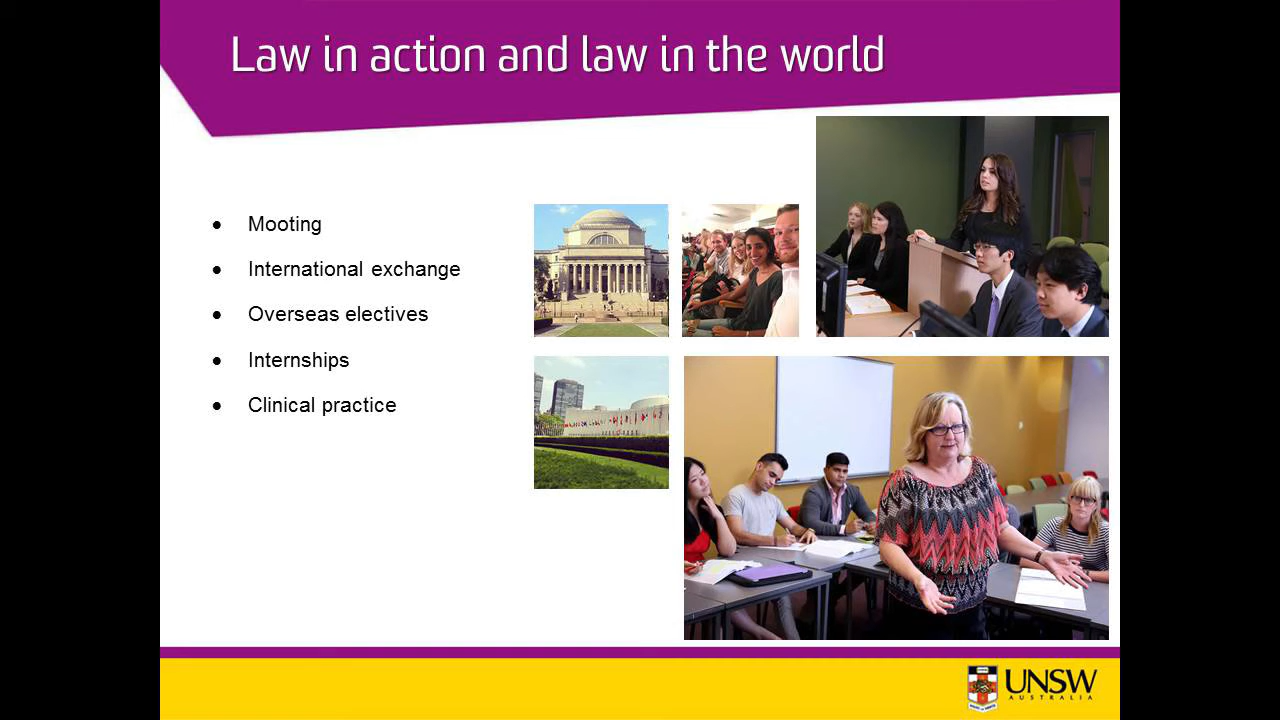 Law in action and law in the world
• Mooting
• International exchange
• Overseas electives
• Internships
• Clinical practice
UNSW
AUSTRALIA